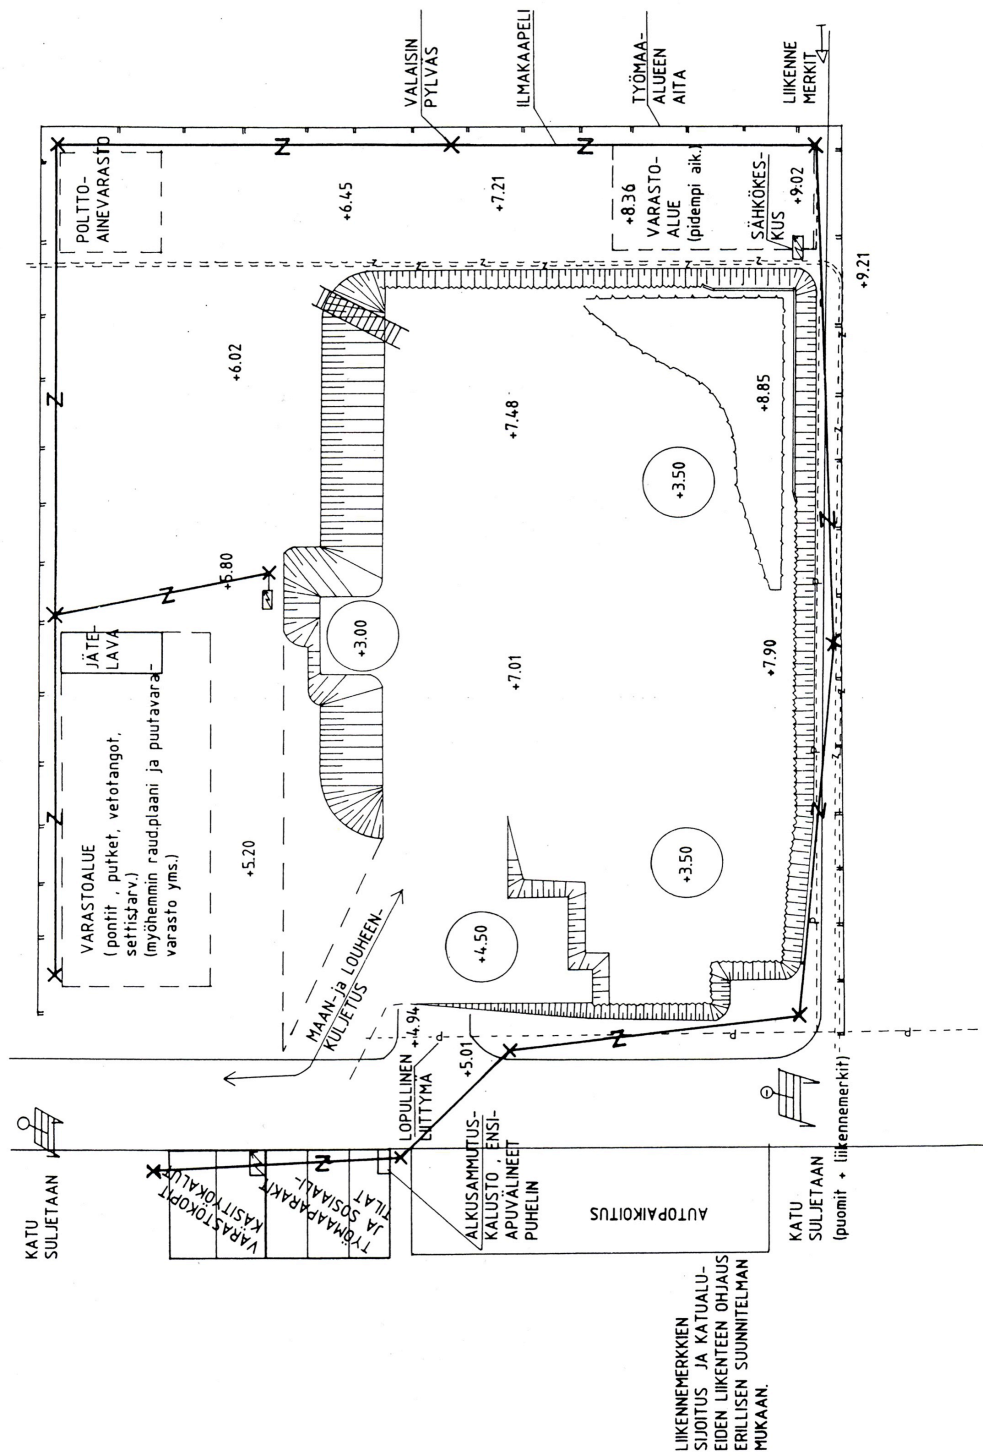 KATU
SULJETAAN
VARASTOKOPIT
KÄSITYÖKALUT
TYÖMAAPARAKIT
JA SOSIAALI-
TILAT
VARASTOALUE
(pontit , putket, vetotangot,
settistarv.)
(myöhemmin raud.plaani ja puutavara-
varasto yms.)
JÄTE-
LAVA
POLTTO-
AINEVARASTO
+5.20
+5.80
+6.02
+6.45
MAAN- ja LOUHEEN-
KULJETUS
+3.00
VALAISIN
PYLVÄS
LOPULLINEN
LIITTYMÄ
+4.94
+5.01
+4.50
+7.01
+7.48
+7.21
ILMAKAAPELI
ALKUSAMMUTUS-
KALUSTO , ENSI-
APUVÄLINEET
PUHELIN
+3.50
+3.50
+8.36
VARASTO-
ALUE
(pidempi aik.)
TYÖMAA-
ALUEEN
AITA
AUTOPAIKOITUS
+7.90
+8.85
SÄHKÖKES-
KUS
+9.02
LIIKENNE
MERKIT
KATU
SULJETAAN
(puomit + liikennemerkit)
+9.21
LIIKENNEMERKKIEN
SIJOITUS JA KATUALU-
EIDEN LIIKENTEEN OHJAUS
ERILLISEN SUUNNITELMAN
MUKAAN.